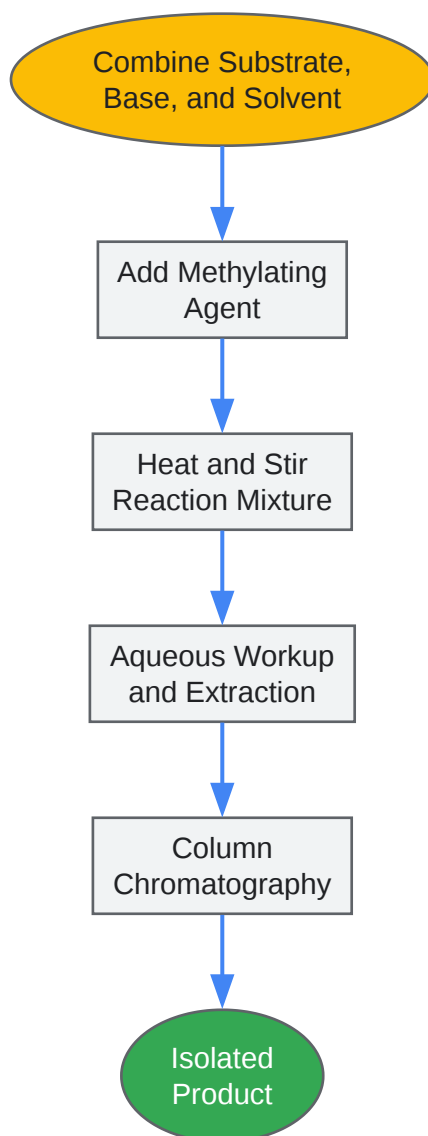 Combine Substrate,
Base, and Solvent
Add Methylating
Agent
Heat and Stir
Reaction Mixture
Aqueous Workup
and Extraction
Column
Chromatography
Isolated
Product